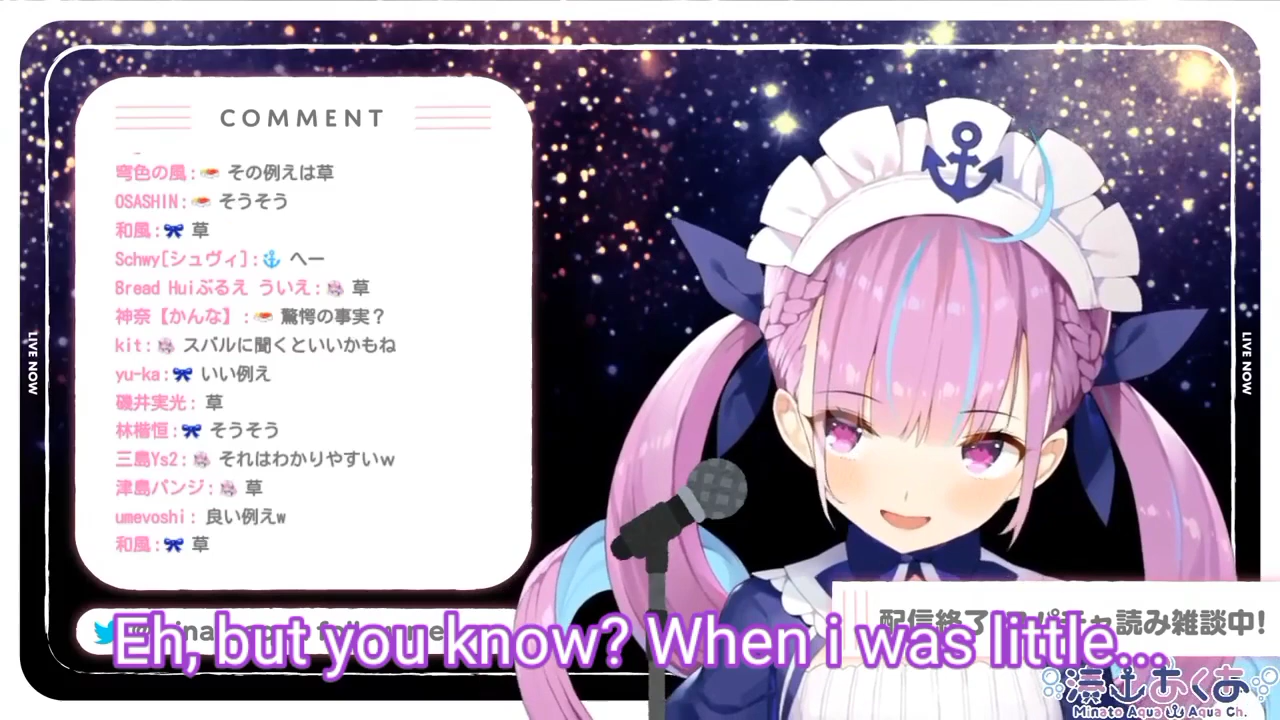 COMMENT
穹色の風: その例えは草
OSASHIN: そうそう
和風: 草
Schwy[シュヴィ]: へー
Bread Huiぷるえ ういえ: 草
神奈【かんな】: 驚愕の事実？
kit: スバルに聞くといいかもね
yu-ka: いい例え
磯井実光: 草
林楷恒: そうそう
三島Ys2: それはわかりやすいw
津島パンジ: 草
umevoshi: 良い例えw
和風: 草
LIVE NOW
LIVE NOW
配信終了 読み雑談中!
Eh, but you know? When i was little...
湊あくあ
Minato Aqua Aqua Ch.